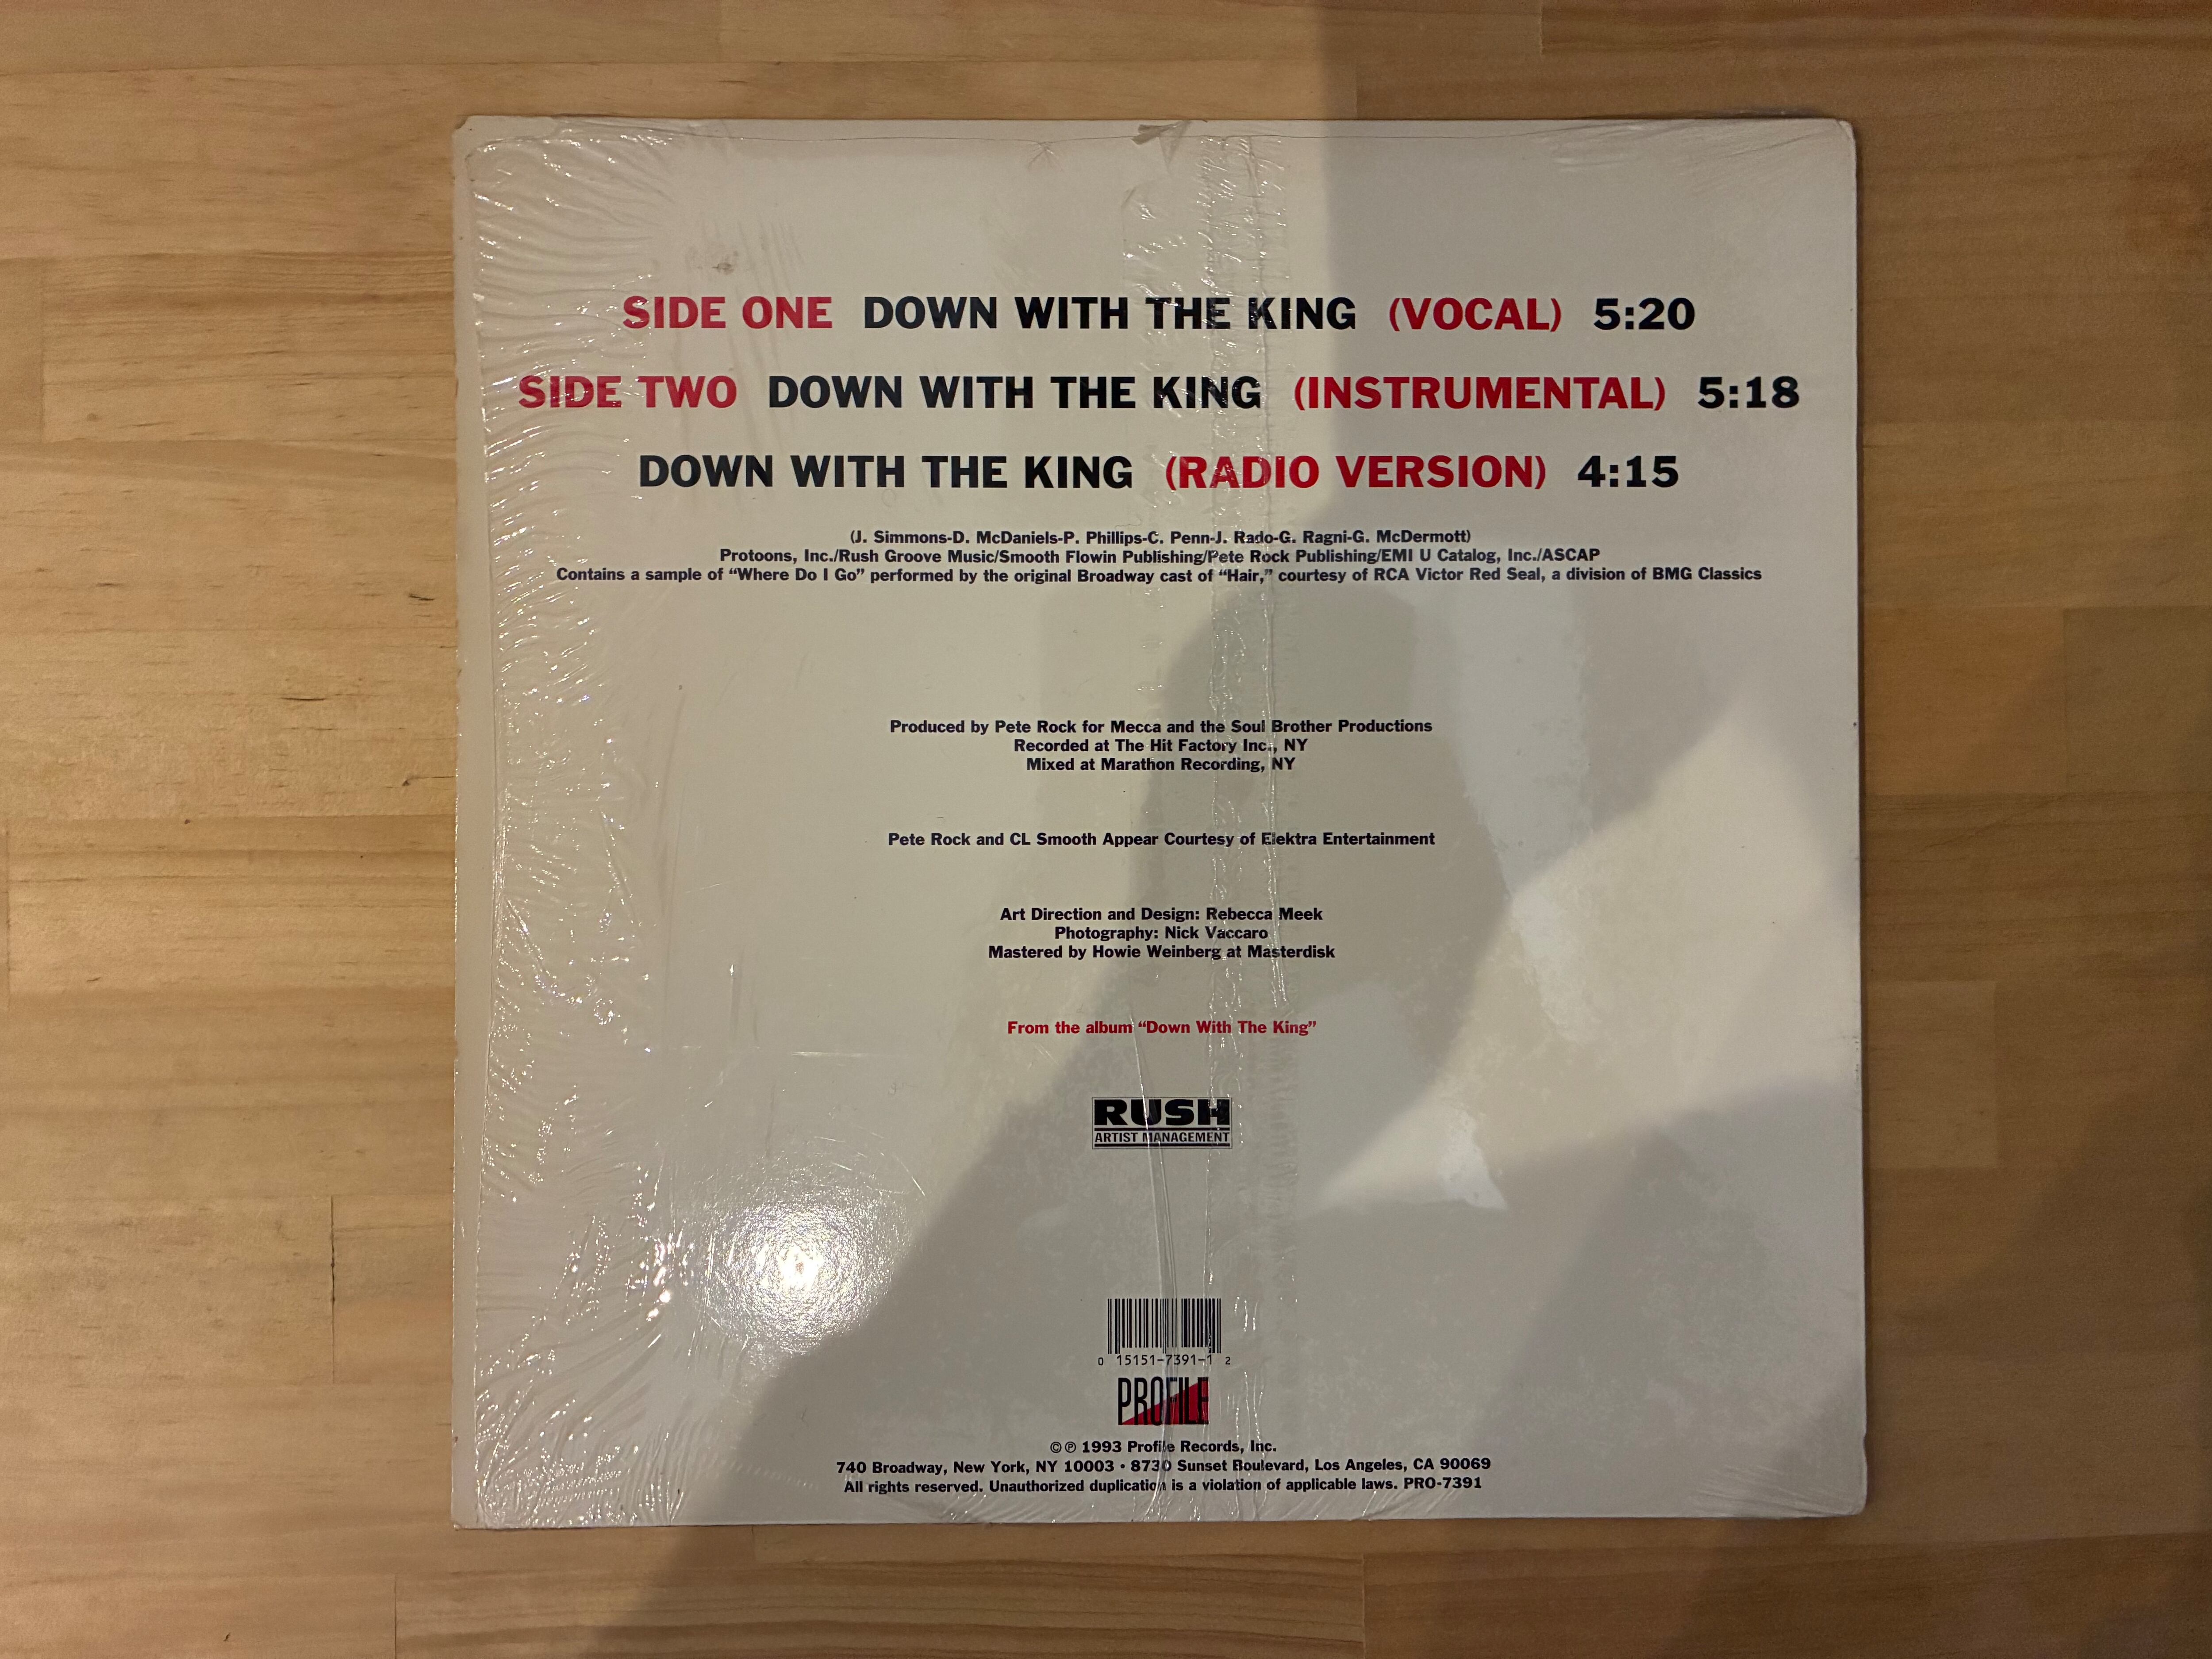 SIDE ONE DOWN WITH THE KING (VOCAL) 5:20
SIDE TWO DOWN WITH THE KING (INSTRUMENTAL) 5:18
DOWN WITH THE KING (RADIO VERSION) 4:15
(J. Simmons-D. McDaniels-P. Phillips-C. Penn-J. Rado-G. Ragni-G. McDermott)
Protoons, Inc./Rush Groove Music/Smooth Flowin Publishing/Pete Rock Publishing/EMI U Catalog, Inc./ASCAP
Contains a sample of “Where Do I Go” performed by the original Broadway cast of “Hair,” courtesy of RCA Victor Red Seal, a division of BMG Classics
Produced by Pete Rock for Mecca and the Soul Brother Productions
Recorded at The Hit Factory Inc., NY
Mixed at Marathon Recording, NY
Pete Rock and CL Smooth Appear Courtesy of Elektra Entertainment
Art Direction and Design: Rebecca Meek
Photography: Nick Vaccaro
Mastered by Howie Weinberg at Masterdisk
From the album “Down With The King”
RUSH
ARTIST MANAGEMENT
0 15151-7391-1 2
PROFILE
©℗ 1993 Profile Records, Inc.
740 Broadway, New York, NY 10003 • 8730 Sunset Boulevard, Los Angeles, CA 90069
All rights reserved. Unauthorized duplication is a violation of applicable laws. PRO-7391